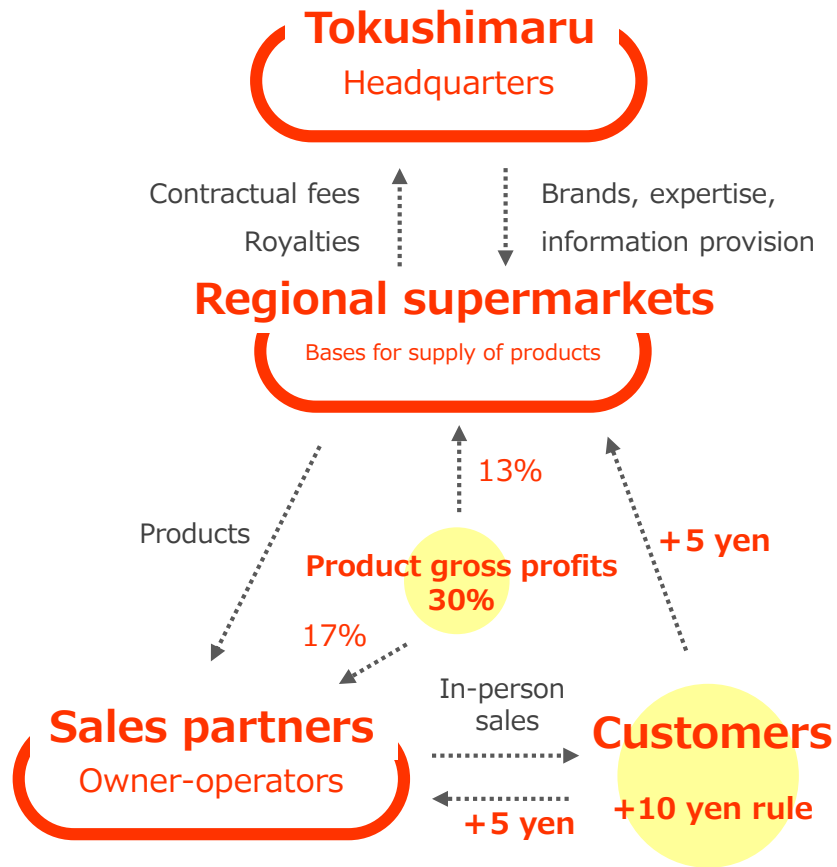 Tokushimaru
Headquarters
Contractual fees
Royalties
Brands, expertise,
information provision
Regional supermarkets
Bases for supply of products
13%
Products
+5 yen
Product gross profits
30%
17%
In-person
sales
Sales partners
Owner-operators
Customers
+10 yen rule
+5 yen